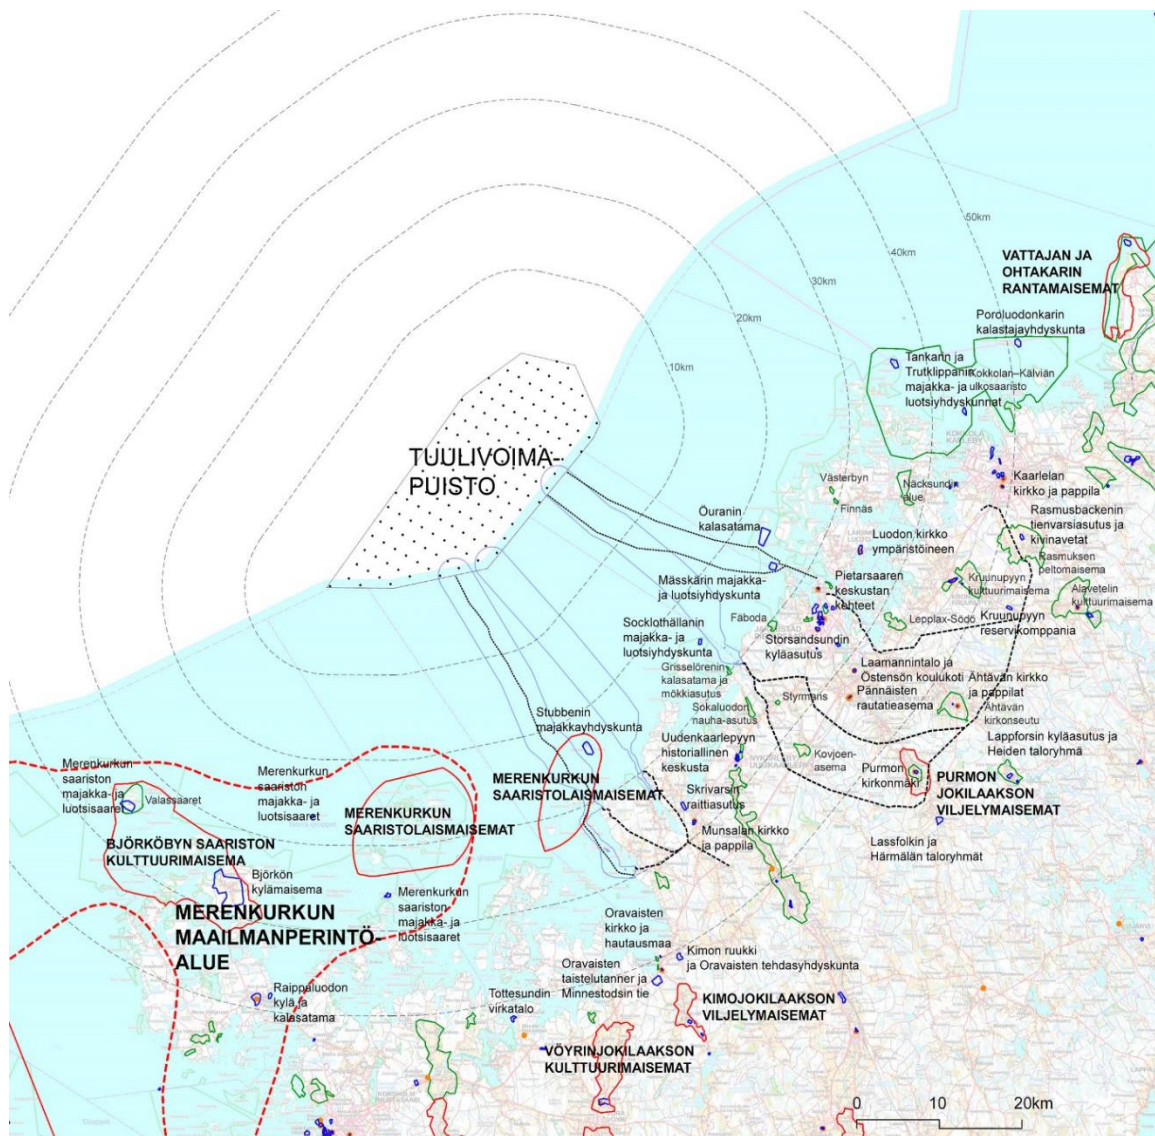 50km
40km
30km
20km
10km
VATTAJAN JA
OHTAKARIN
RANTAMAISEMAT
Poroluodonkarin
kalastajayhdyskunta
Tankarin ja
Trutklippanin
majakka- ja
luotsiyhdyskunnat
Kokkolan–Kälviän
ulkosaaristo
KOKKOLA
KARLEBY
TUULIVOIMA-
PUISTO
Västerbyn
Finnäs
Näcksundin
alue
Kaarlelan
kirkko ja pappila
Öuranin
kalasatama
Luodon kirkko
ympäristöineen
Rasmusbackenin
tienvarsiasutus ja
kivinavetat
Rasmuksen
peltomaisema
Mässkärin majakka-
ja luotsiyhdyskunta
Pietarsaaren
keskustan
kehteet
Kruunupyyn
kulttuurimaisema
Alavetelin
kulttuurimaisema
Fäboda
Socklothällanin
majakka- ja
luotsiyhdyskunta
Storsandsundin
kyläasutus
Lepplax-Södö
Kruunupyyn
reservikomppania
Grisselörenin
kalasatama ja
mökkiasutus
Laamannintalo ja
Östensön koulukoti
Ähtävän kirkko
ja pappilat
Styrmans
Pännäisten
rautatieasema
Ähtävän
kirkonseutu
Sokaluodon
nauha-asutus
Stubbenin
majakkayhdyskunta
Uudenkaarlepyyn
historiallinen
keskusta
Kovjoen-
asema
Lappforsin kyläasutus ja
Heiden taloryhmä
Purmon
kirkonmäki
PURMON
JOKILAAKSON
VILJELYMAISEMAT
Merenkurkun
saariston
majakka- ja
luotsisaaret
Valassaaret
Merenkurkun
saariston
majakka- ja
luotsisaaret
MERENKURKUN
SAARISTOLAISMAISEMAT
MERENKURKUN
SAARISTOLAISMAISEMAT
Skrivarsin
raittiasutus
Munsalan kirkko
ja pappila
Lassfolkin ja
Härmälän taloryhmät
BJÖRKÖBYN SAARISTON
KULTTUURIMAISEMA
Björkön
kylämaisema
Merenkurkun
saariston
majakka- ja
luotsisaaret
MERENKURKUN
MAAILMANPERINTÖ-
ALUE
Oravaisten
kirkko ja
hautausmaa
Kimon ruukki
ja Oravaisten tehdasyhdyskunta
Oravaisten
taistelutanner ja
Minnestodsin tie
Raippaluodon
kylä ja
kalasatama
Tottesundin
virkatalo
KIMOJOKILAAKSON
VILJELYMAISEMAT
VÖYRINJOKILAAKSON
KULTTUURIMAISEMAT
0 10 20km